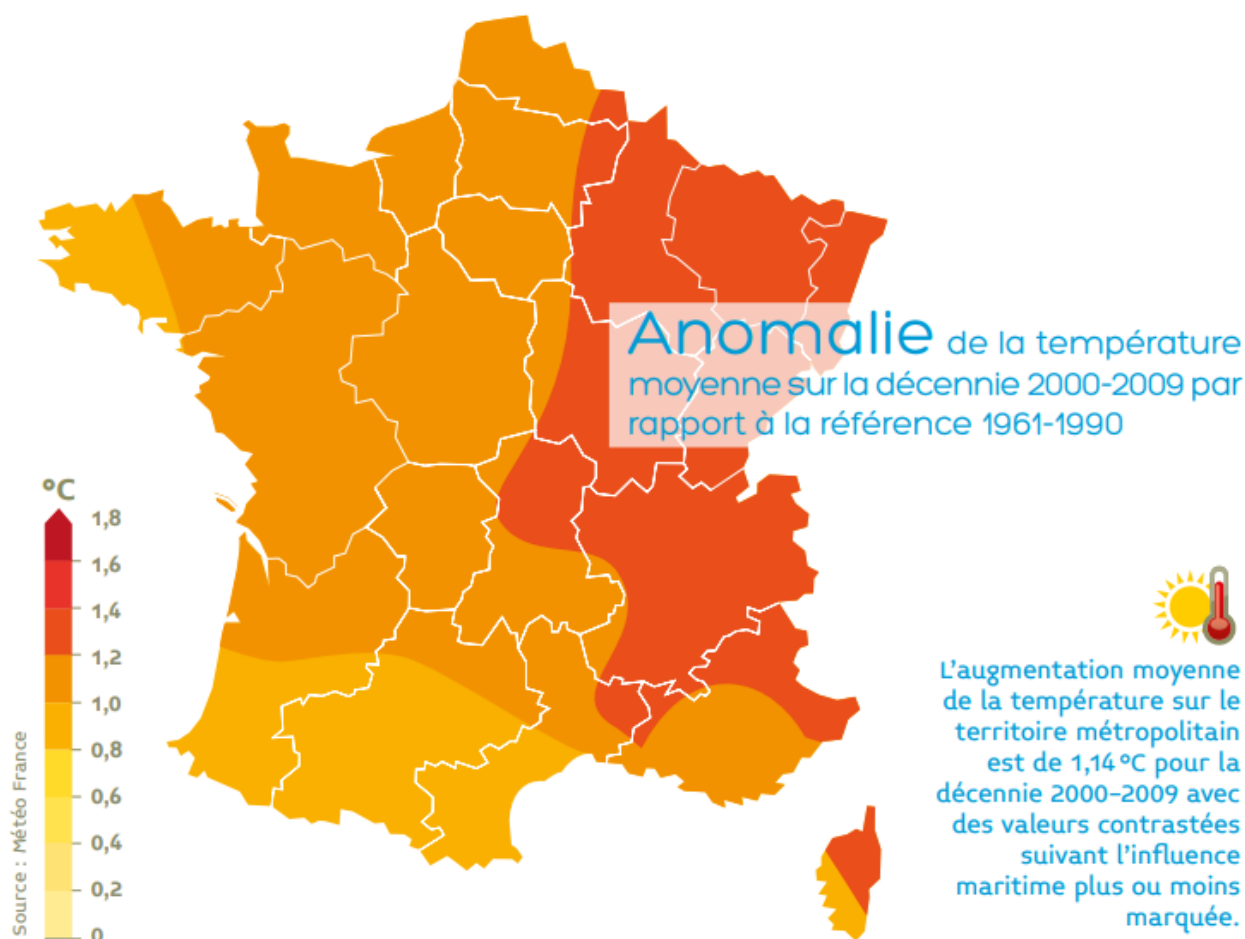 Anomalie de la température
moyenne sur la décennie 2000-2009 par
rapport à la référence 1961-1990
°C
1,8
1,6
1,4
1,2
1,0
0,8
0,6
0,4
0,2
0
Source : Météo France
L'augmentation moyenne
de la température sur le
territoire métropolitain
est de 1,14 °C pour la
décennie 2000–2009 avec
des valeurs contrastées
suivant l'influence
maritime plus ou moins
marquée.